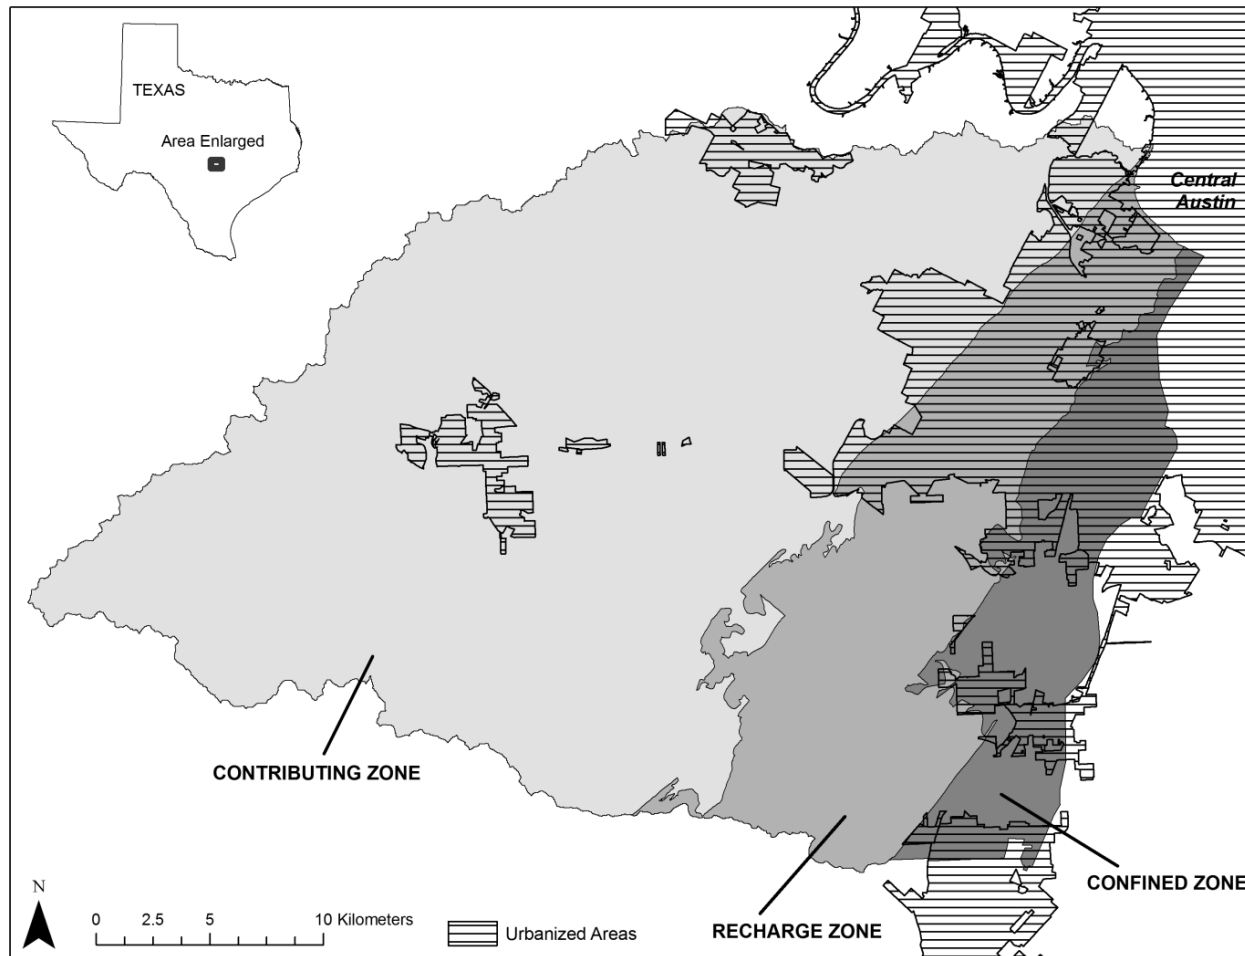 TEXAS
Area Enlarged
Central
Austin
CONTRIBUTING ZONE
CONFINED ZONE
RECHARGE ZONE
N
0 2.5 5 10 Kilometers
Urbanized Areas